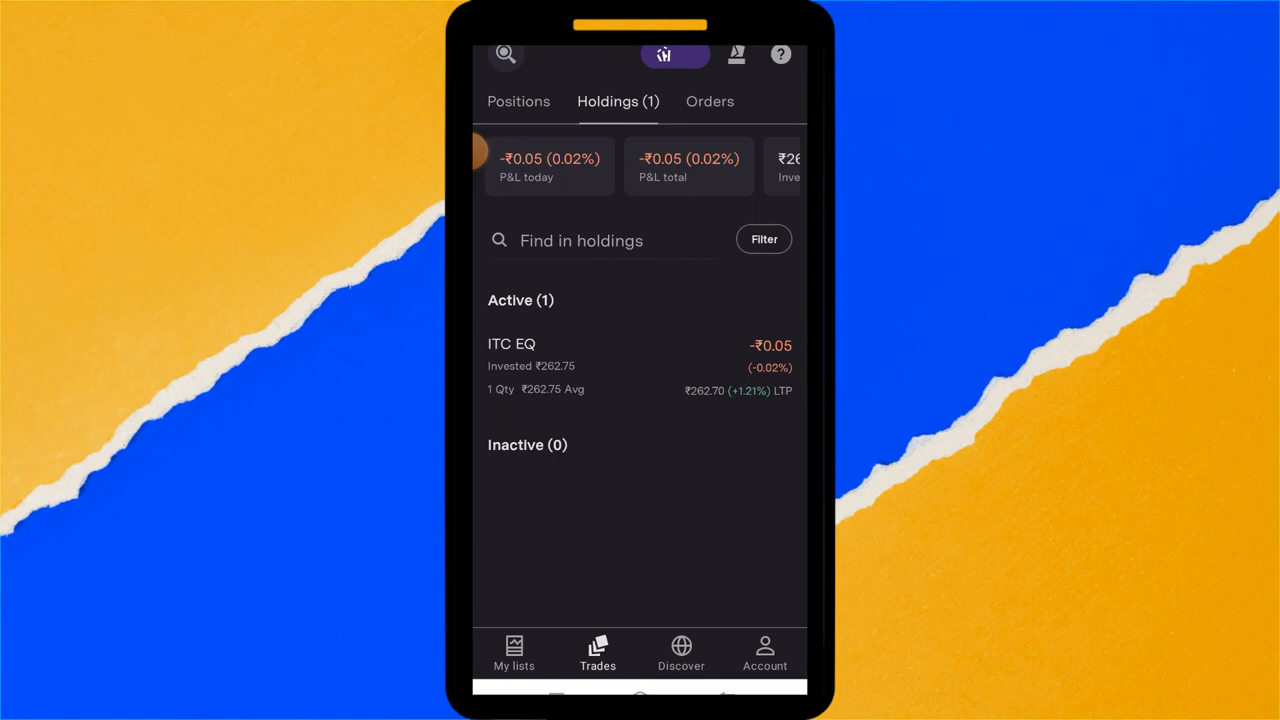 Positions Holdings (1) Orders
-₹0.05 (0.02%) -₹0.05 (0.02%) ₹26
P&L today P&L total Inve
Find in holdings Filter
Active (1)
ITC EQ -₹0.05
Invested ₹262.75 (-0.02%)
1 Qty ₹262.75 Avg ₹262.70 (+1.21%) LTP
Inactive (0)
My lists Trades Discover Account